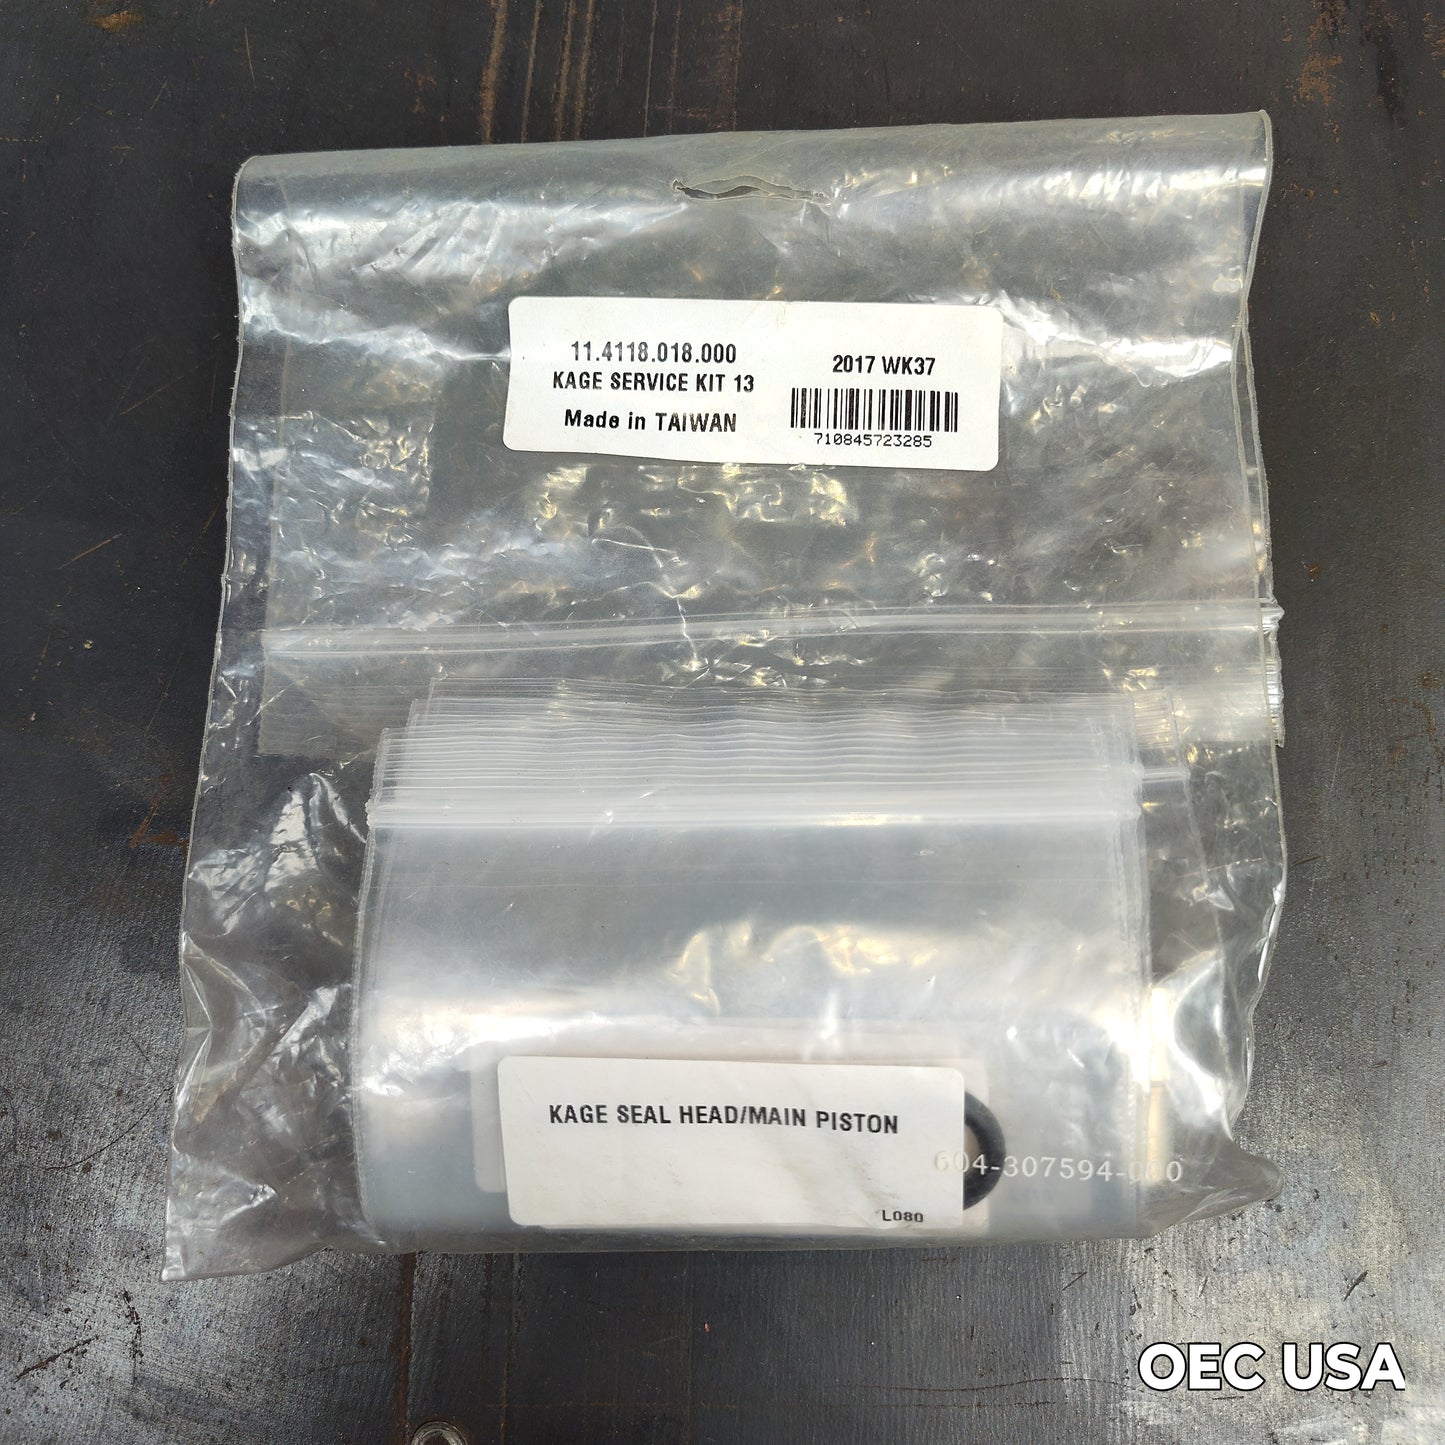 11.4118.018.000
KAGE SERVICE KIT 13
Made in TAIWAN
2017 WK37
710845723285
KAGE SEAL HEAD/MAIN PISTON
604-307594-000
L080
OEC USA